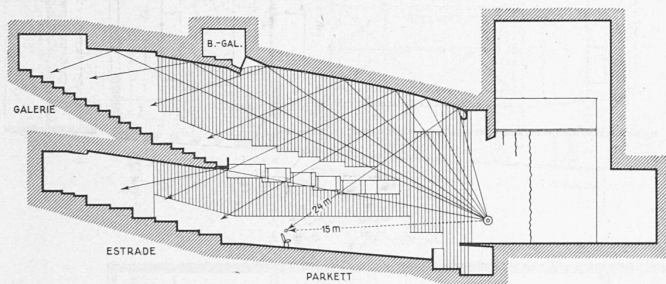 B.-GAL.
GALERIE
24 m
15 m
ESTRADE
PARKETT